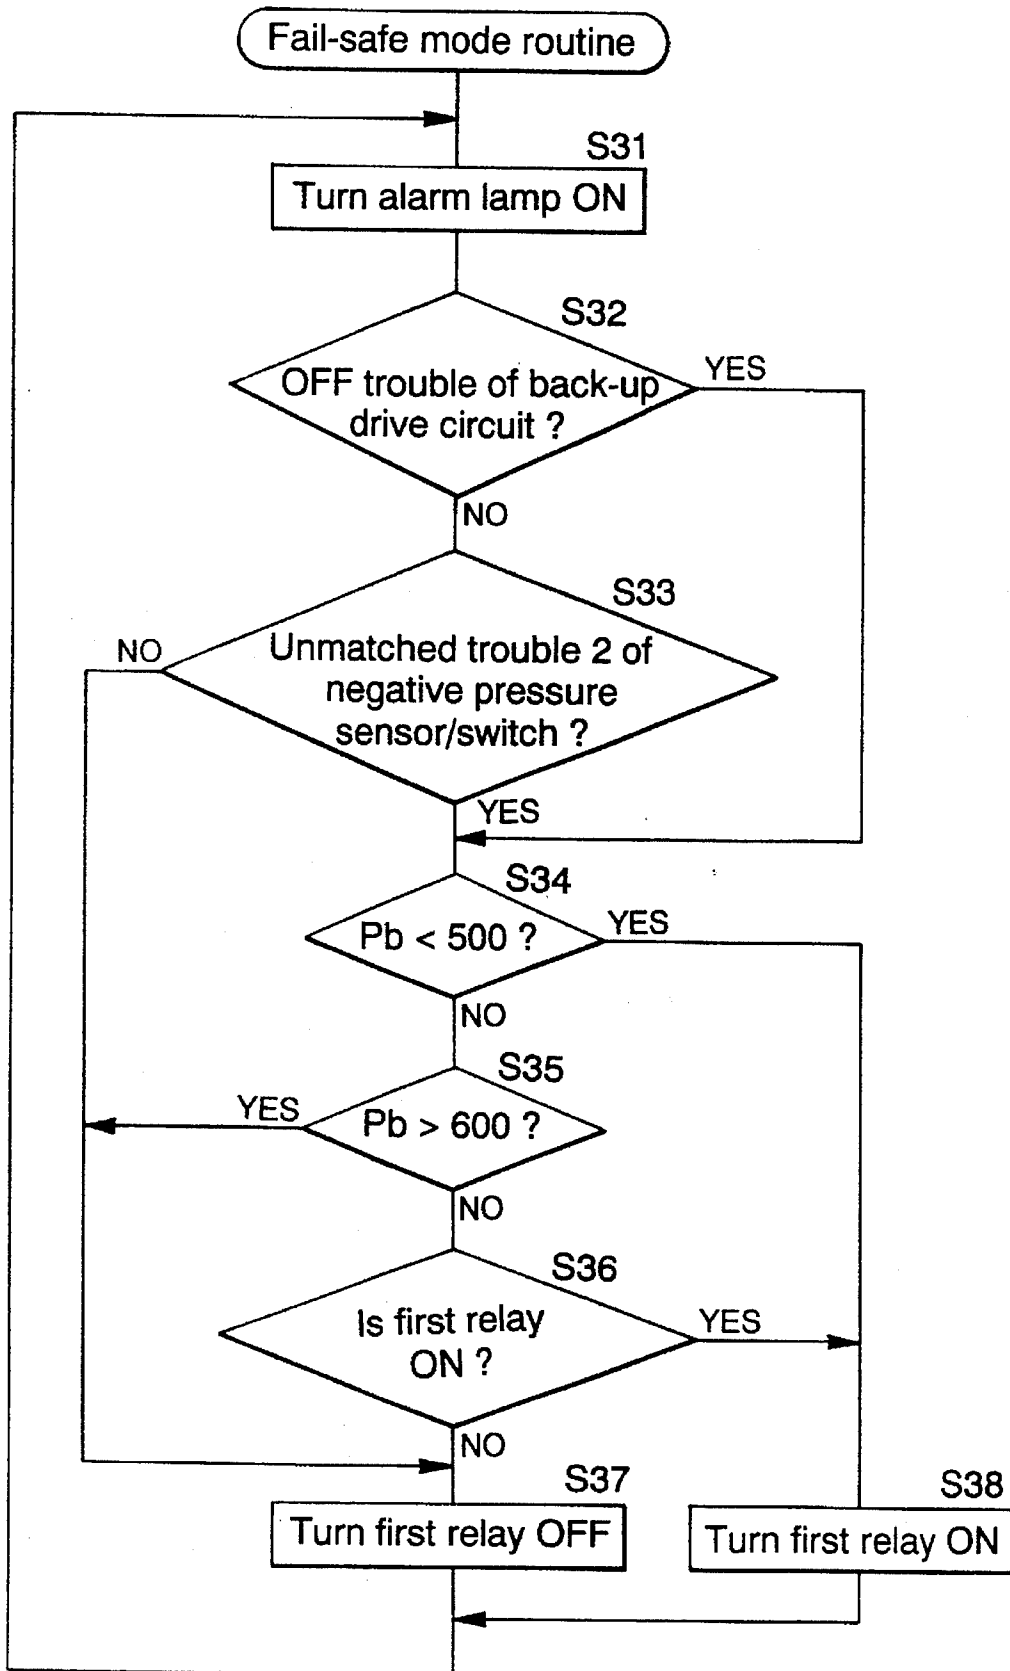 Fail-safe mode routine
S31
Turn alarm lamp ON
S32
OFF trouble of back-up
drive circuit ?
YES
NO
S33
Unmatched trouble 2 of
negative pressure
sensor/switch ?
NO
YES
S34
Pb < 500 ?
YES
NO
S35
Pb > 600 ?
YES
NO
S36
Is first relay
ON ?
YES
NO
S37
Turn first relay OFF
S38
Turn first relay ON